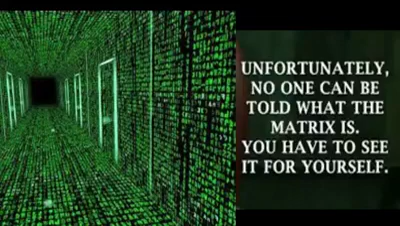 UNFORTUNATELY,
NO ONE CAN BE
TOLD WHAT THE
MATRIX IS.
YOU HAVE TO SEE
IT FOR YOURSELF.